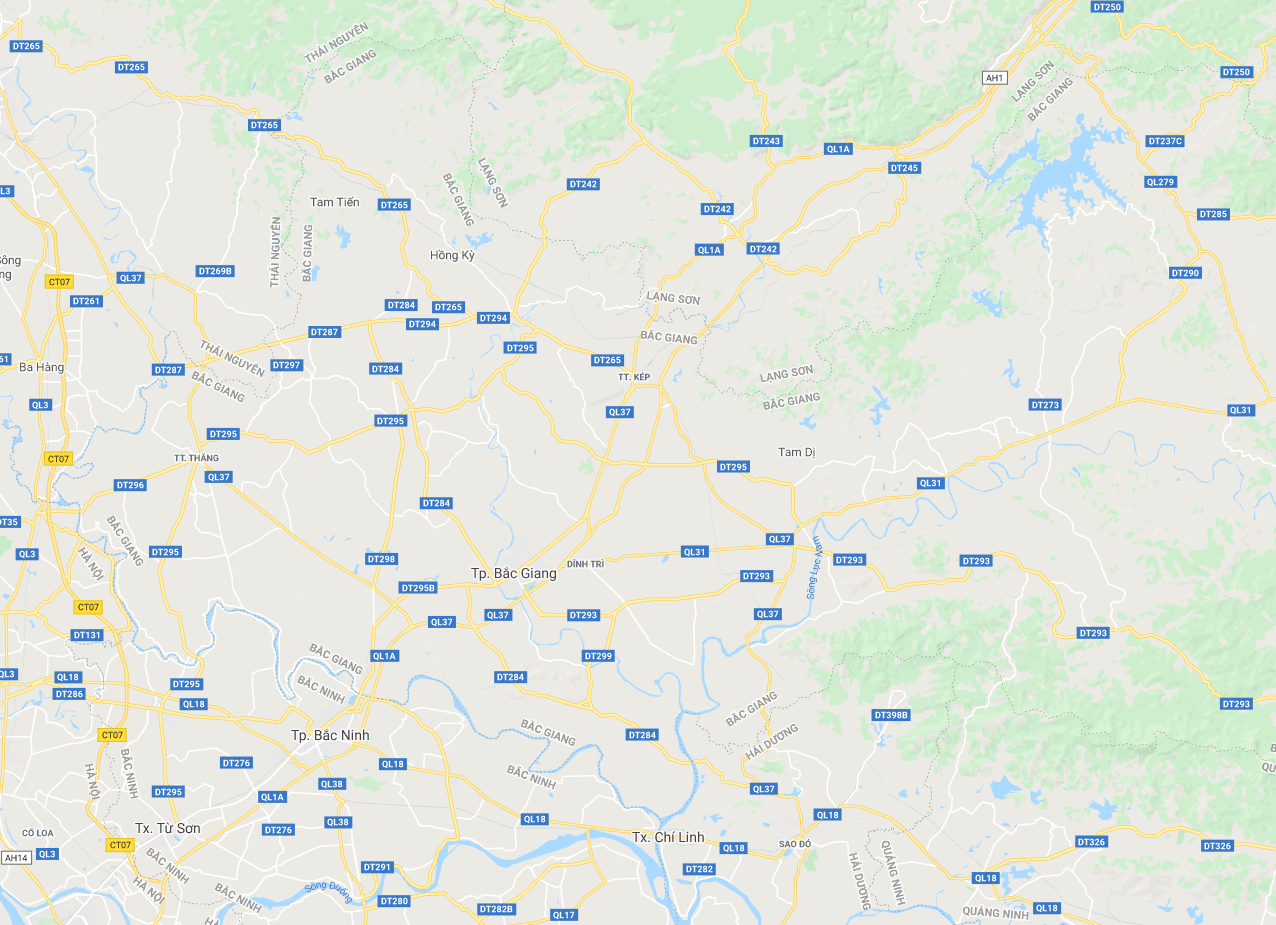 DT250
DT265
THÁI NGUYÊN
BẮC GIANG
DT265
DT250
AH1
LẠNG SƠN
BẮC GIANG
DT265
DT243
QL1A
DT237C
DT245
LẠNG SƠN
BẮC GIANG
DT242
QL279
L3
Tam Tiến
DT265
DT242
DT285
THÁI NGUYÊN
BẮC GIANG
Hồng Kỳ
QL1A
DT242
DT269B
DT290
CT07
QL37
DT261
LẠNG SƠN
DT284
DT265
DT294
DT294
DT287
BẮC GIANG
DT295
THÁI NGUYÊN
DT297
DT265
61
Ba Hàng
DT287
DT284
TT. KÉP
LẠNG SƠN
BẮC GIANG
BẮC GIANG
QL3
QL37
DT273
QL31
DT295
DT295
CT07
TT. THẮNG
Tam Dị
DT295
QL37
DT296
QL31
DT284
DT35
BẮC GIANG
HÀ NỘI
QL3
DT295
DT298
QL31
QL37
Sông Lục Nam
DT293
DT293
DĨNH TRÌ
Tp. Bắc Giang
DT295B
DT293
CT07
QL37
QL37
DT293
QL37
DT131
DT293
QL1A
DT299
BẮC GIANG
BẮC NINH
QL3
QL18
DT286
DT295
QL18
DT284
DT293
BẮC GIANG
HẢI DƯƠNG
DT398B
CT07
Tp. Bắc Ninh
BẮC GIANG
DT284
BẮC NINH
HÀ NỘI
DT276
QL18
BẮC NINH
QL38
QL37
DT295
QL1A
QL18
QL18
DT276
QL38
Tx. Từ Sơn
CỔ LOA
Tx. Chí Linh
QL18
SAO ĐỎ
DT326
DT326
AH14
QL3
CT07
BẮC NINH
HÀ NỘI
DT291
DT282
HẢI DƯƠNG
QUẢNG NINH
QL18
Sông Đuống
BẮC NINH
DT280
DT282B
QL17
QUẢNG NINH
QL18